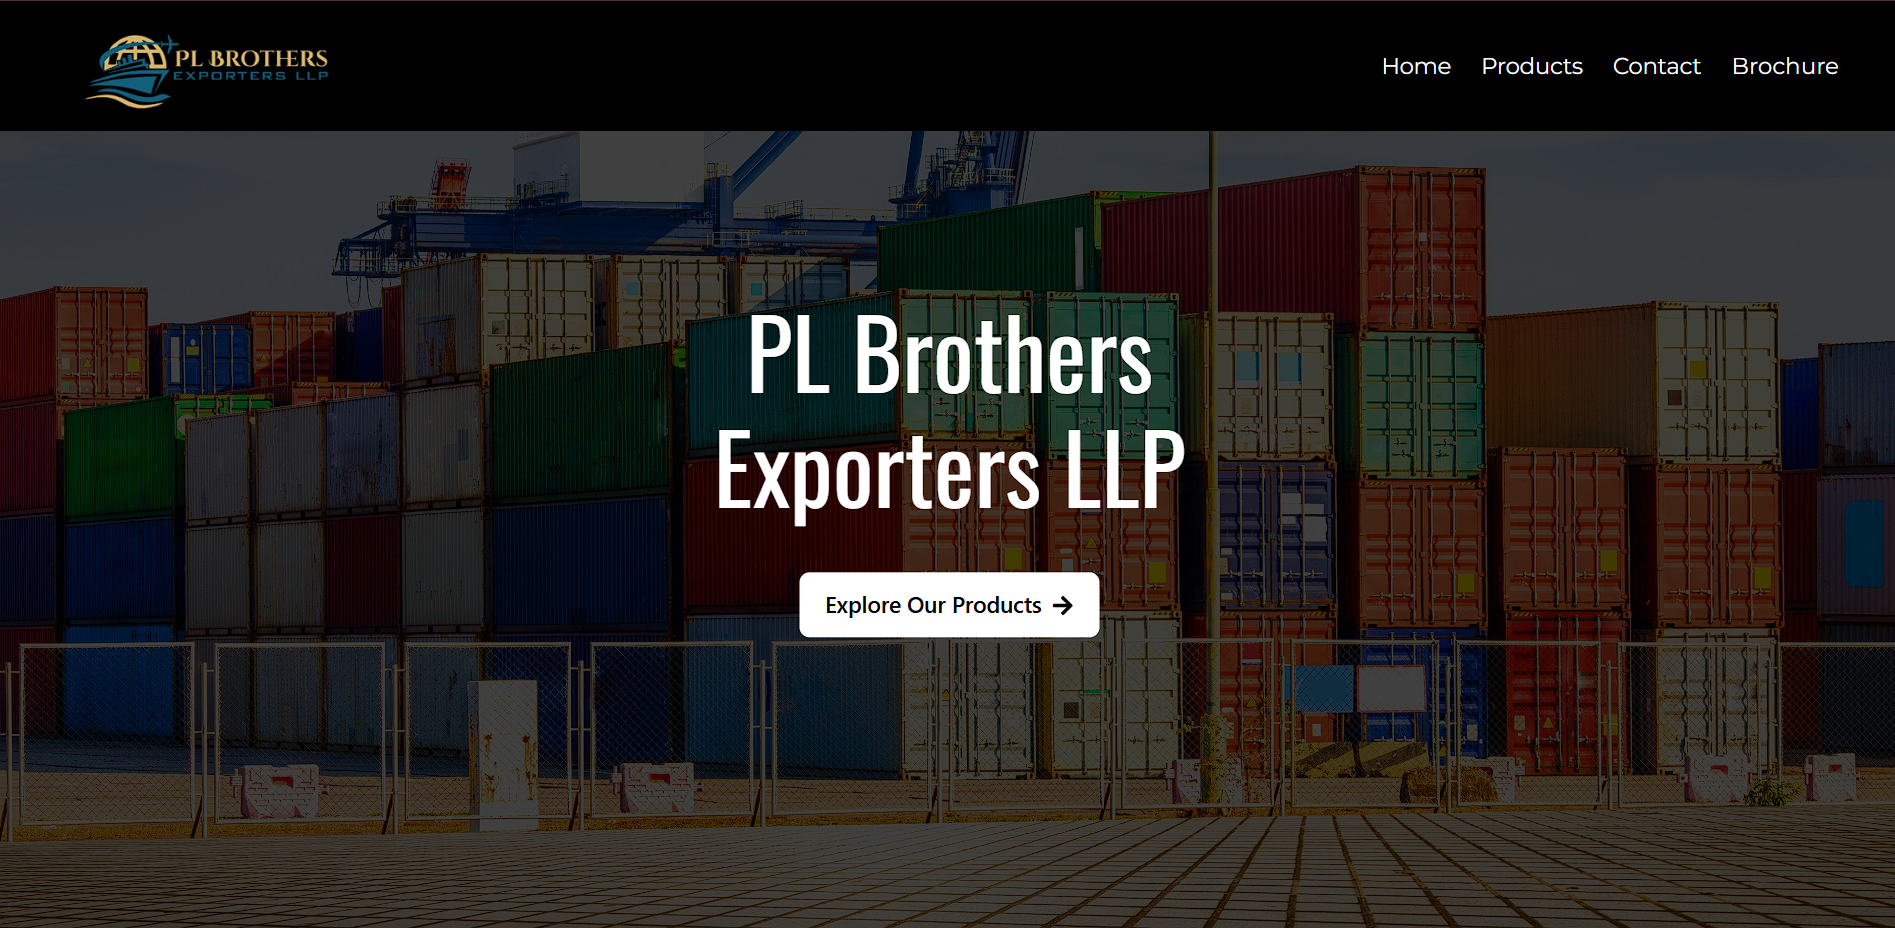 PL BROTHERS
EXPORTERS LLP
Home Products Contact Brochure
PL Brothers
Exporters LLP
Explore Our Products